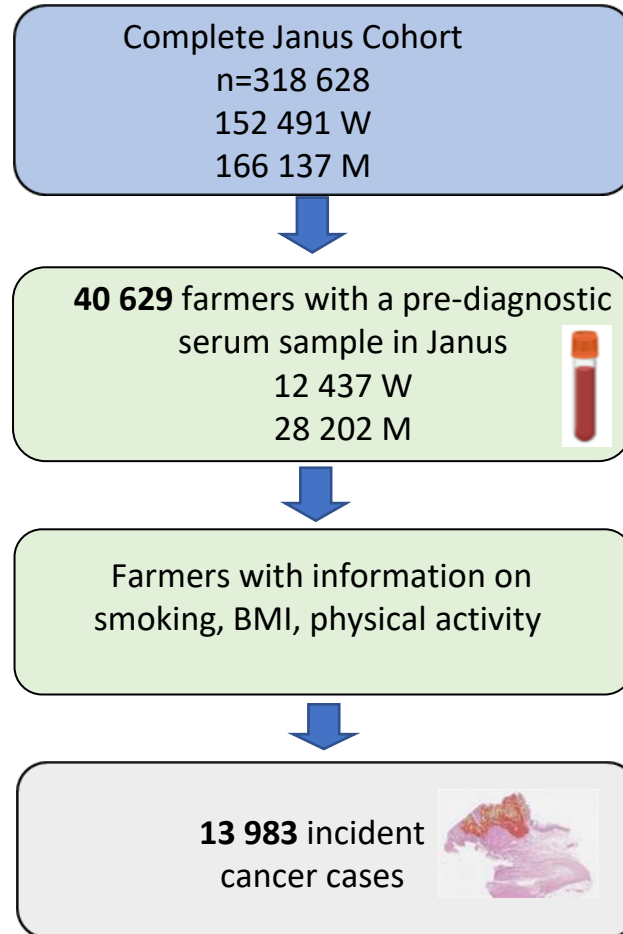 Complete Janus Cohort
n=318 628
152 491 W
166 137 M
40 629 farmers with a pre-diagnostic
serum sample in Janus
12 437 W
28 202 M
Farmers with information on
smoking, BMI, physical activity
13 983 incident
cancer cases